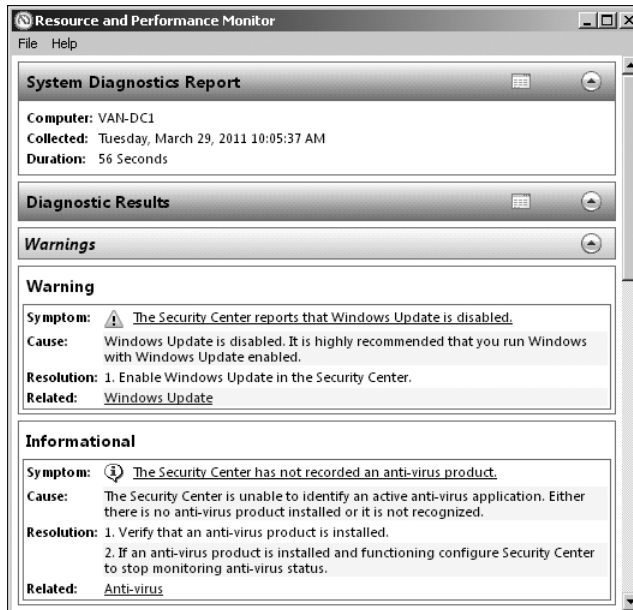 Resource and Performance Monitor
File Help
System Diagnostics Report
Computer: VAN-DC1
Collected: Tuesday, March 29, 2011 10:05:37 AM
Duration: 56 Seconds
Diagnostic Results
Warnings
Warning
Symptom: The Security Center reports that Windows Update is disabled.
Cause: Windows Update is disabled. It is highly recommended that you run Windows
with Windows Update enabled.
Resolution: 1. Enable Windows Update in the Security Center.
Related: Windows Update
Informational
Symptom: The Security Center has not recorded an anti-virus product.
Cause: The Security Center is unable to identify an active anti-virus application. Either
there is no anti-virus product installed or it is not recognized.
Resolution: 1. Verify that an anti-virus product is installed.
2. If an anti-virus product is installed and functioning configure Security Center
to stop monitoring anti-virus status.
Related: Anti-virus